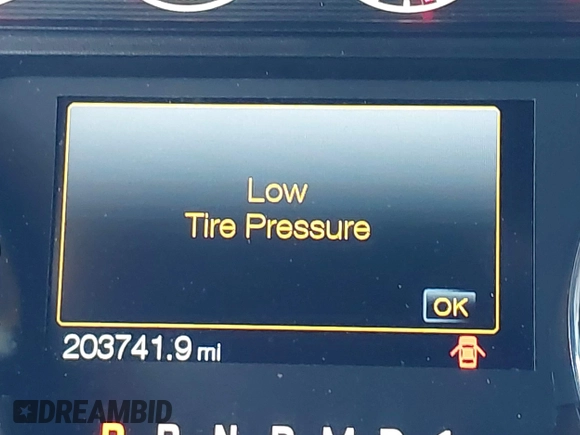 Low
Tire Pressure
OK
203741.9 mi
DREAMBID
P R N D M